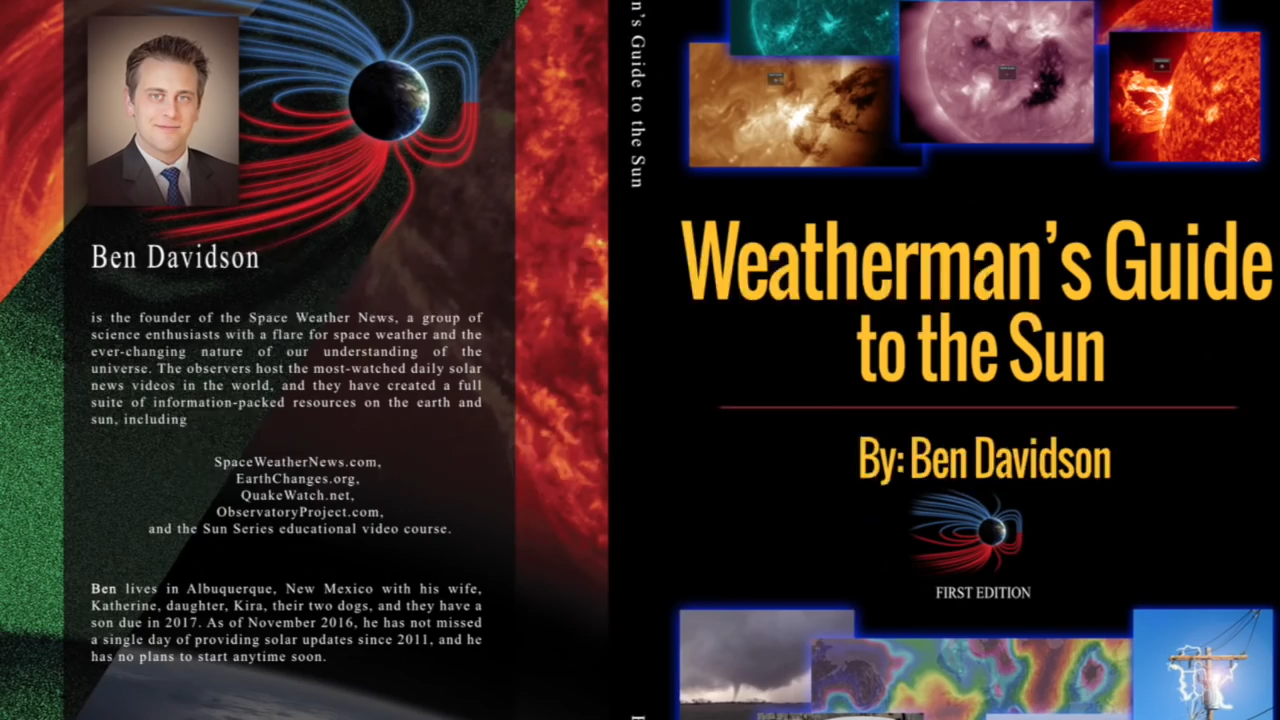 Ben Davidson
is the founder of the Space Weather News, a group of
science enthusiasts with a flare for space weather and the
ever-changing nature of our understanding of the
universe. The observers host the most-watched daily solar
news videos in the world, and they have created a full
suite of information-packed resources on the earth and
sun, including
SpaceWeatherNews.com,
EarthChanges.org,
QuakeWatch.net,
ObservatoryProject.com,
and the Sun Series educational video course.
Ben lives in Albuquerque, New Mexico with his wife,
Katherine, daughter, Kira, their two dogs, and they have a
son due in 2017. As of November 2016, he has not missed
a single day of providing solar updates since 2011, and he
has no plans to start anytime soon.
n's Guide to the Sun
Weatherman's Guide
to the Sun
By: Ben Davidson
FIRST EDITION